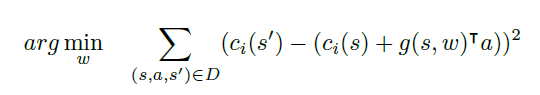 arg min_w ∑_{(s,a,s′)∈D} (c_i(s′) − (c_i(s) + g(s, w)^⊺ a))^2